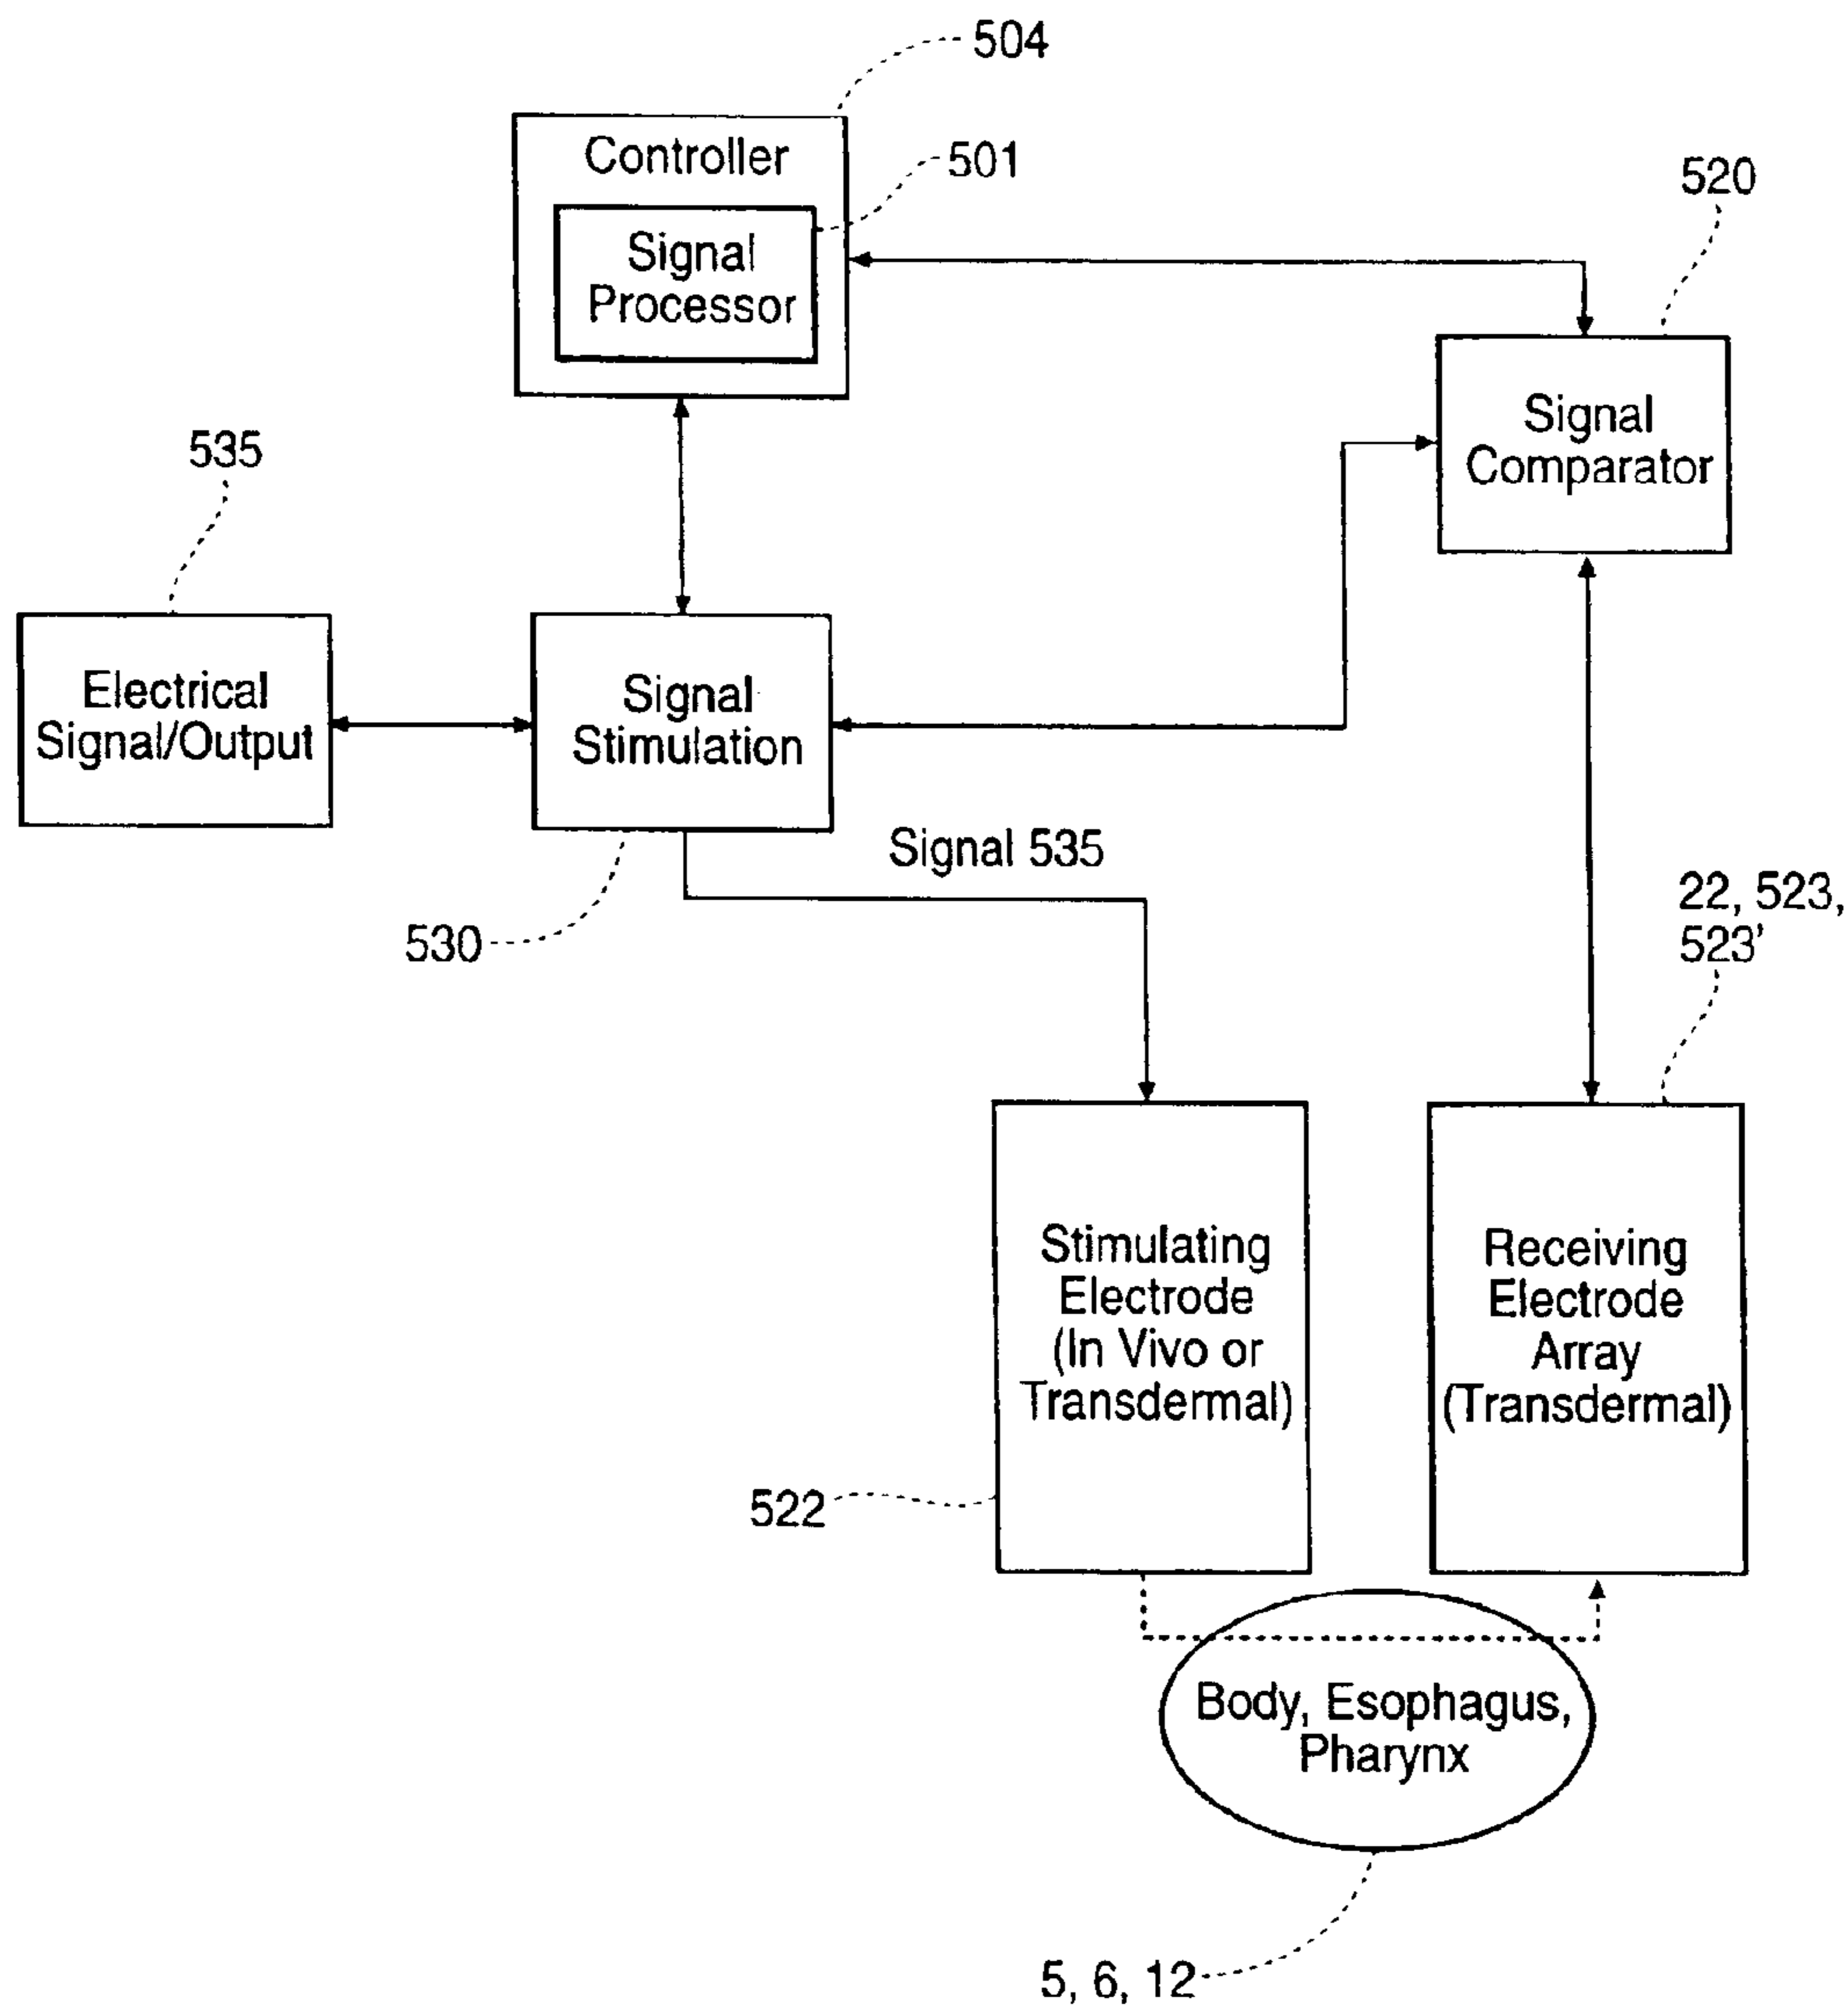 504
Controller
501
Signal
Processor
520
Signal
Comparator
535
Electrical
Signal/Output
Signal
Stimulation
Signal 535
530
22, 523,
523'
Stimulating
Electrode
(In Vivo or
Transdermal)
Receiving
Electrode
Array
(Transdermal)
522
Body, Esophagus,
Pharynx
5, 6, 12